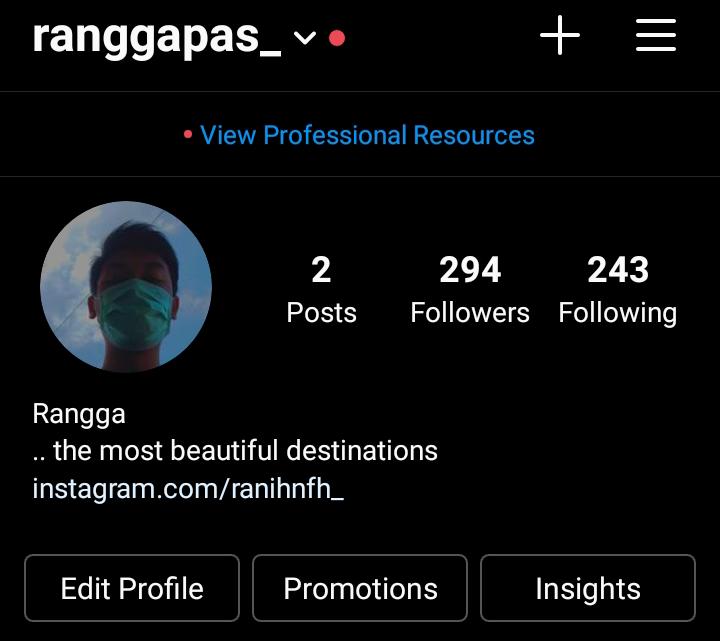 ranggapas_
View Professional Resources
2 294 243
Posts Followers Following
Rangga
.. the most beautiful destinations
instagram.com/ranihnfh_
Edit Profile Promotions Insights